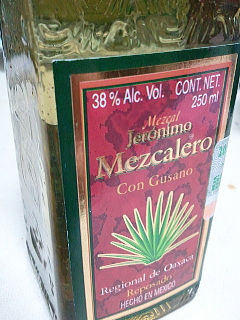 38% Alc. Vol. CONT. NET.
250 ml
Mezcal
Jeronimo
Mezcalero
Con Gusano
Regional de Oaxaca
Reposado
HECHO EN MEXICO